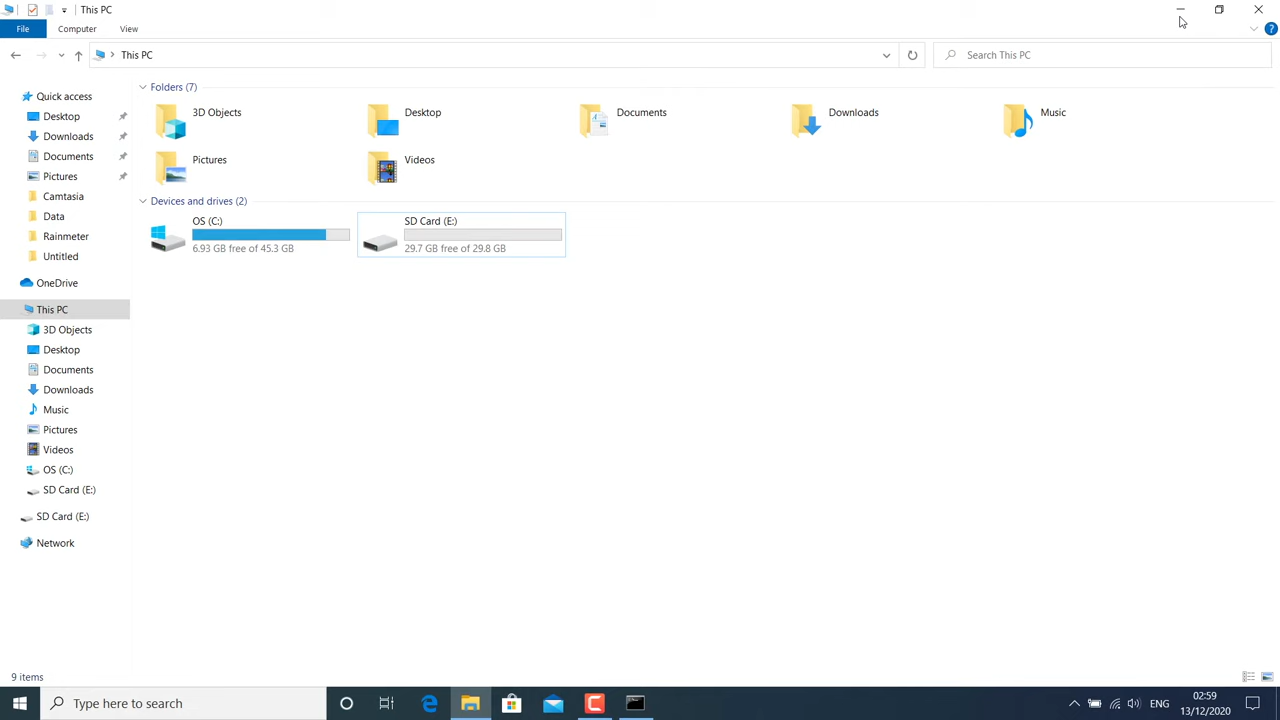 This PC
File
Computer
View
This PC
Search This PC
Quick access
Desktop
Downloads
Documents
Pictures
Camtasia
Data
Rainmeter
Untitled
OneDrive
This PC
3D Objects
Desktop
Documents
Downloads
Music
Pictures
Videos
OS (C:)
SD Card (E:)
SD Card (E:)
Network
Folders (7)
3D Objects
Desktop
Documents
Downloads
Music
Pictures
Videos
Devices and drives (2)
OS (C:)
6.93 GB free of 45.3 GB
SD Card (E:)
29.7 GB free of 29.8 GB
9 items
Type here to search
ENG
02:59
13/12/2020